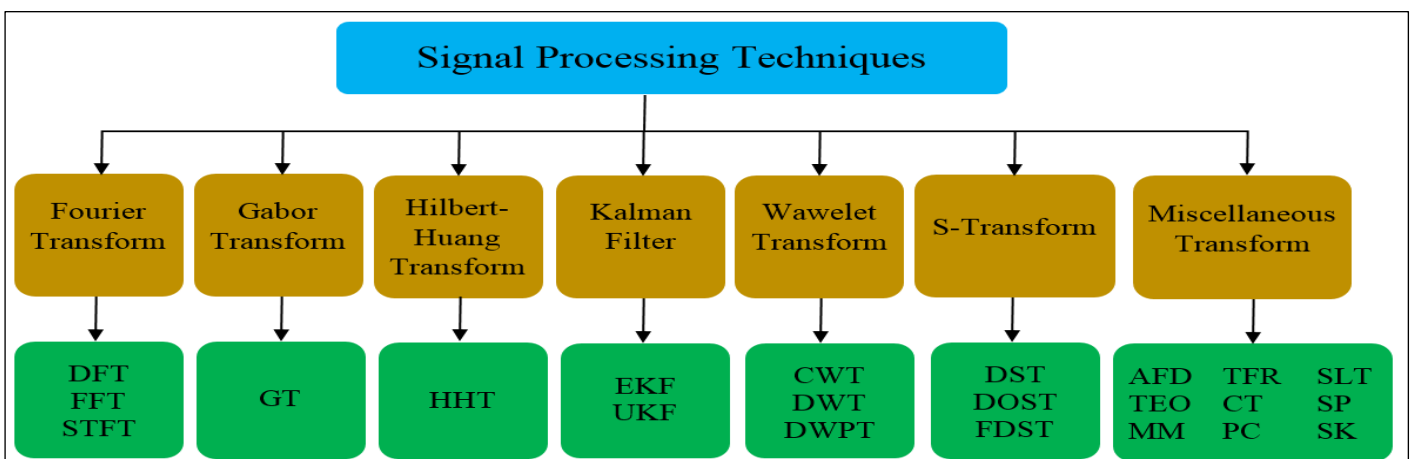 Signal Processing Techniques
Fourier
Transform
Gabor
Transform
Hilbert-
Huang
Transform
Kalman
Filter
Wawelet
Transform
S-Transform
Miscellaneous
Transform
DFT
FFT
STFT
GT
HHT
EKF
UKF
CWT
DWT
DWPT
DST
DOST
FDST
AFD TFR SLT
TEO CT SP
MM PC SK